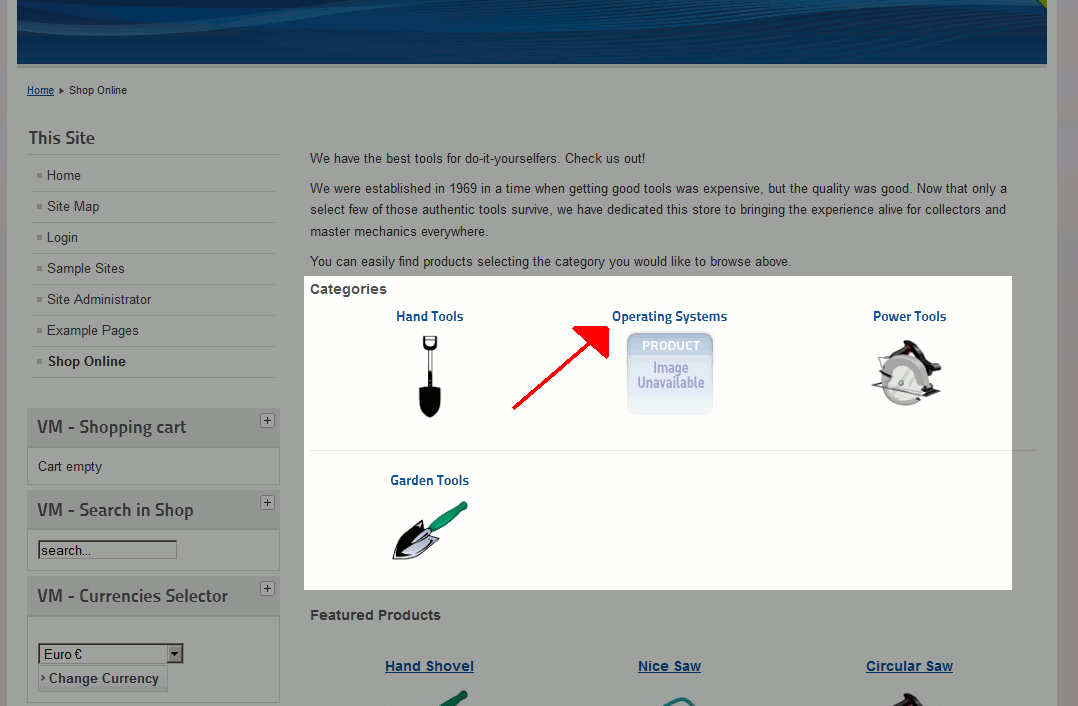 Home Shop Online
This Site
Home
Site Map
Login
Sample Sites
Site Administrator
Example Pages
Shop Online
VM - Shopping cart
Cart empty
VM - Search in Shop
search...
VM - Currencies Selector
Euro €
Change Currency
We have the best tools for do-it-yourselfers. Check us out!
We were established in 1969 in a time when getting good tools was expensive, but the quality was good. Now that only a
select few of those authentic tools survive, we have dedicated this store to bringing the experience alive for collectors and
master mechanics everywhere.
You can easily find products selecting the category you would like to browse above.
Categories
Hand Tools
Operating Systems
PRODUCT
Image
Unavailable
Power Tools
Garden Tools
Featured Products
Hand Shovel
Nice Saw
Circular Saw